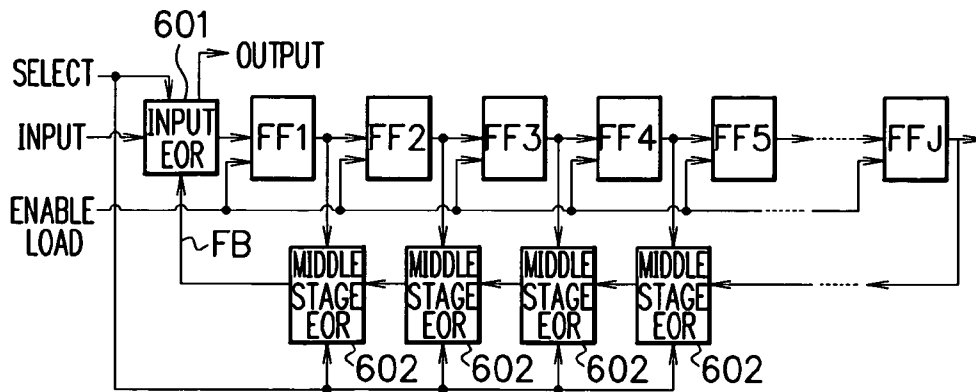 601
OUTPUT
SELECT
INPUT
INPUT
EOR
FF1
FF2
FF3
FF4
FF5
FFJ
ENABLE
LOAD
FB
MIDDLE
STAGE
EOR
MIDDLE
STAGE
EOR
MIDDLE
STAGE
EOR
MIDDLE
STAGE
EOR
602
602
602
602